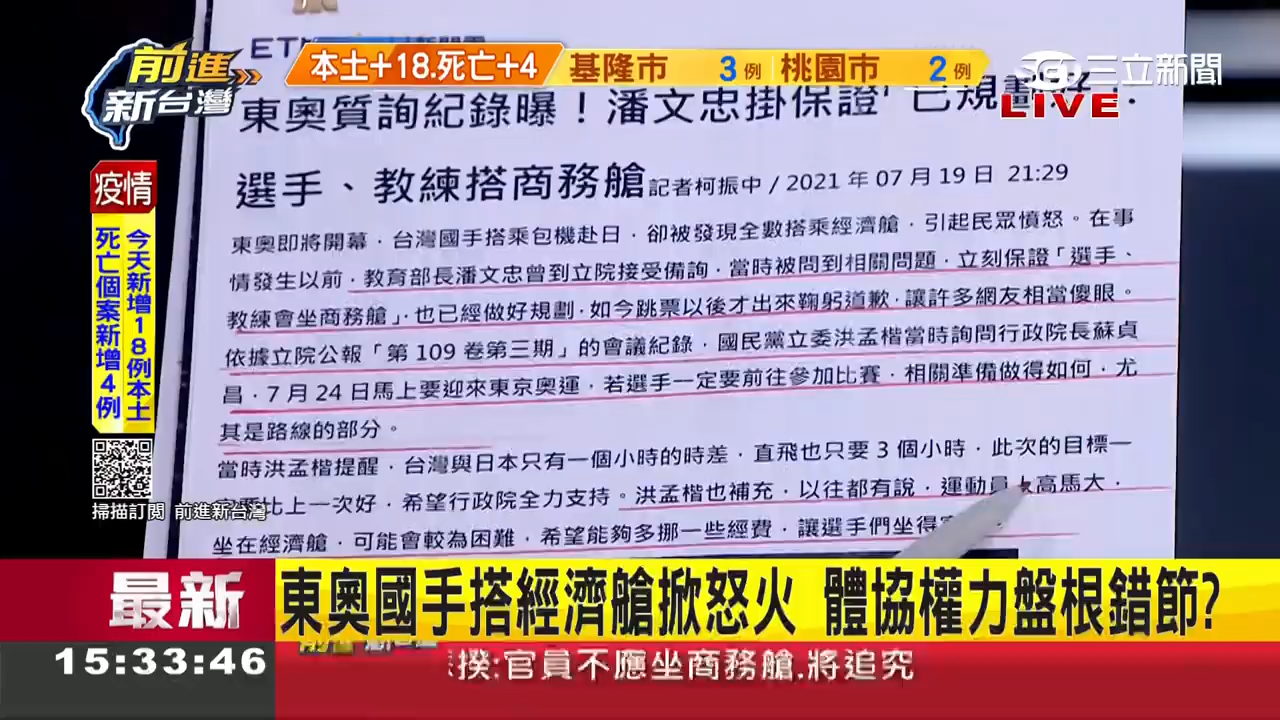 前進
新台灣
本土+18.死亡+4 基隆市 3例 桃園市 2例
三立新聞
LIVE
疫情
今天新增18例本土
死亡個案新增4例
掃描訂閱 前進新台灣
東奧質詢紀錄曝！潘文忠掛保證
選手、教練搭商務艙 記者柯振中 / 2021 年 07 月 19 日 21:29
東奧即將開幕，台灣國手搭乘包機赴日，卻被發現全數搭乘經濟艙，引起民眾憤怒。在事
情發生以前，教育部長潘文忠曾到立院接受備詢，當時被問到相關問題，立刻保證「選手、
教練會坐商務艙」，也已經做好規劃，如今跳票以後才出來鞠躬道歉，讓許多網友相當傻眼。
依據立院公報「第 109 卷第三期」的會議紀錄，國民黨立委洪孟楷當時詢問行政院長蘇貞
昌，7 月 24 日馬上要迎來東京奧運，若選手一定要前往參加比賽，相關準備做得如何，尤
其是路線的部分。
當時洪孟楷提醒，台灣與日本只有一個小時的時差，直飛也只要 3 個小時，此次的目標一
比上一次好，希望行政院全力支持。洪孟楷也補充，以往都有說，運動員人高馬大，
坐在經濟艙，可能會較為困難，希望能夠多挪一些經費，讓選手們坐得
最新
東奧國手搭經濟艙掀怒火 體協權力盤根錯節?
15:33:46
揆:官員不應坐商務艙.將追究